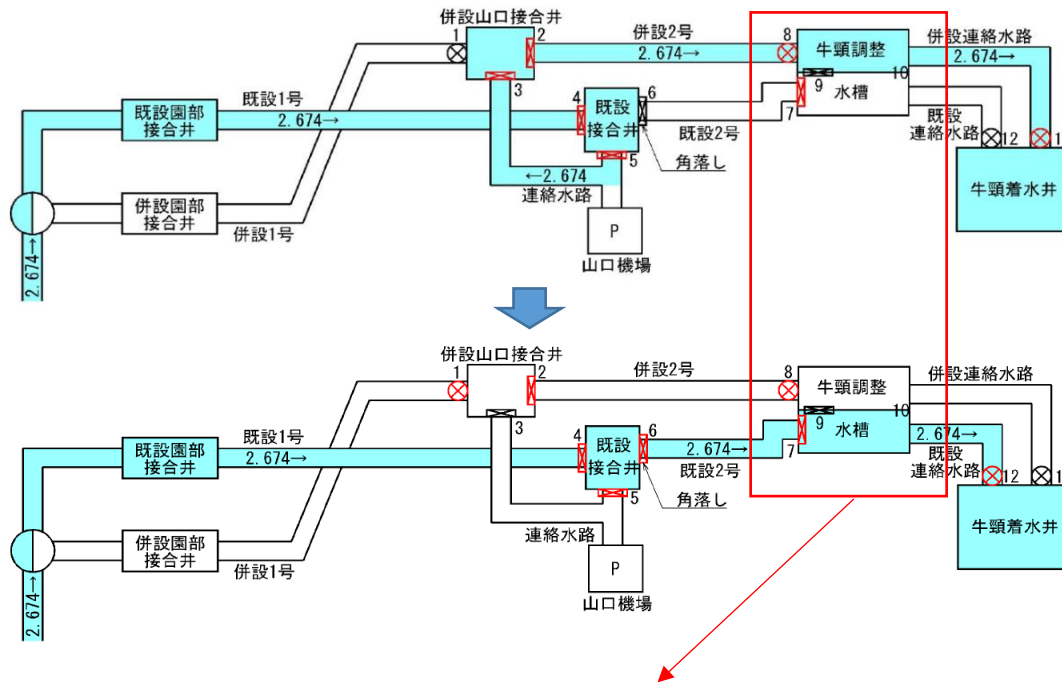 併設山口接合井
1
2
併設2号
2.674→
8
牛頸調整
併設連絡水路
2.674→
10
9
水槽
3
既設1号
2.674→
既設園部
接合井
4
既設
接合井
6
5
既設2号
7
角落し
既設
連絡水路
12
1
牛頸着水井
←2.674
連絡水路
P
山口機場
併設園部
接合井
併設1号
2.674→
併設山口接合井
1
2
併設2号
8
牛頸調整
併設連絡水路
10
9
水槽
3
既設1号
2.674→
既設園部
接合井
4
既設
接合井
6
2.674→
5
既設2号
7
角落し
2.674→
既設
連絡水路
12
1
牛頸着水井
連絡水路
P
山口機場
併設園部
接合井
併設1号
2.674→